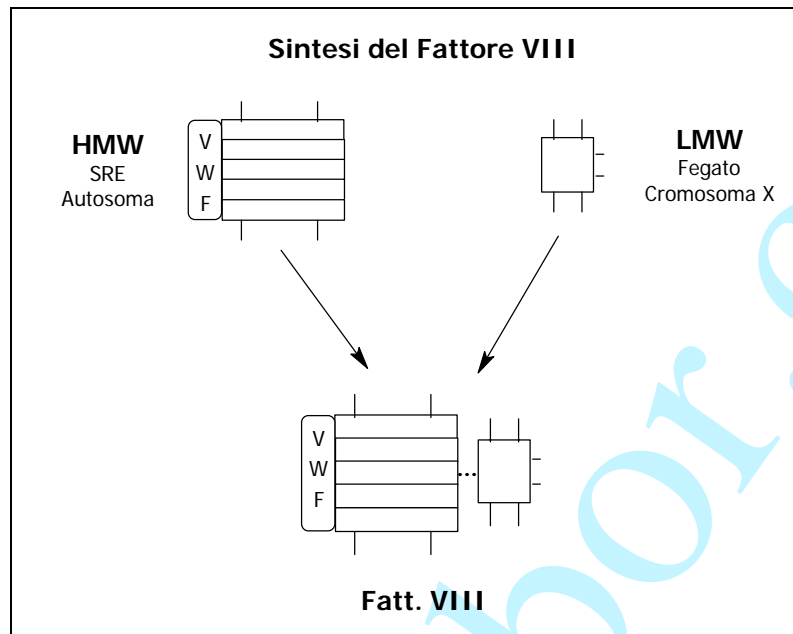 Sintesi del Fattore VIII
HMW
SRE
Autosoma
V
W
F
LMW
Fegato
Cromosoma X
V
W
F
Fatt. VIII